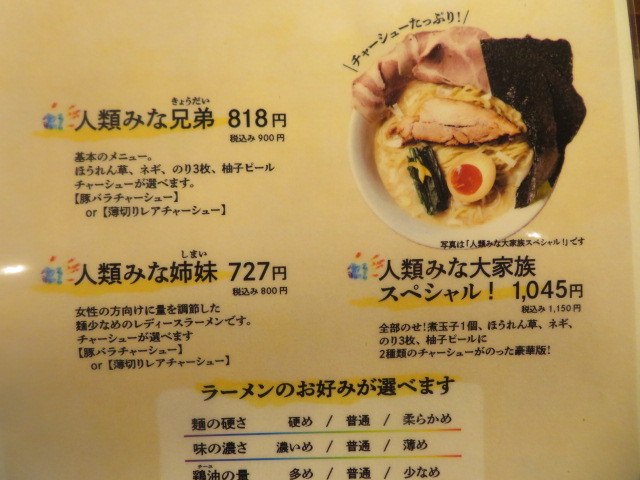 チャーシューたっぷり!
きょうだい
人類みな兄弟 818円
税込み 900円
基本のメニュー。
ほうれん草、ネギ、のり3枚、柚子ピール
チャーシューが選べます。
【豚バラチャーシュー】
or【薄切りレアチャーシュー】
写真は「人類みな大家族スペシャル!」です
しまい
人類みな姉妹 727円
税込み 800円
女性の方向けに量を調節した
麺少なめのレディースラーメンです。
チャーシューが選べます
【豚バラチャーシュー】
or【薄切りレアチャーシュー】
人類みな大家族
スペシャル! 1,045円
税込み 1,150円
全部のせ!煮玉子1個、ほうれん草、ネギ、
のり3枚、柚子ピールに
2種類のチャーシューがのった豪華版!
ラーメンのお好みが選べます
麺の硬さ 硬め / 普通 / 柔らかめ
味の濃さ 濃いめ / 普通 / 薄め
チーユ
鶏油の量 多め / 普通 / 少なめ